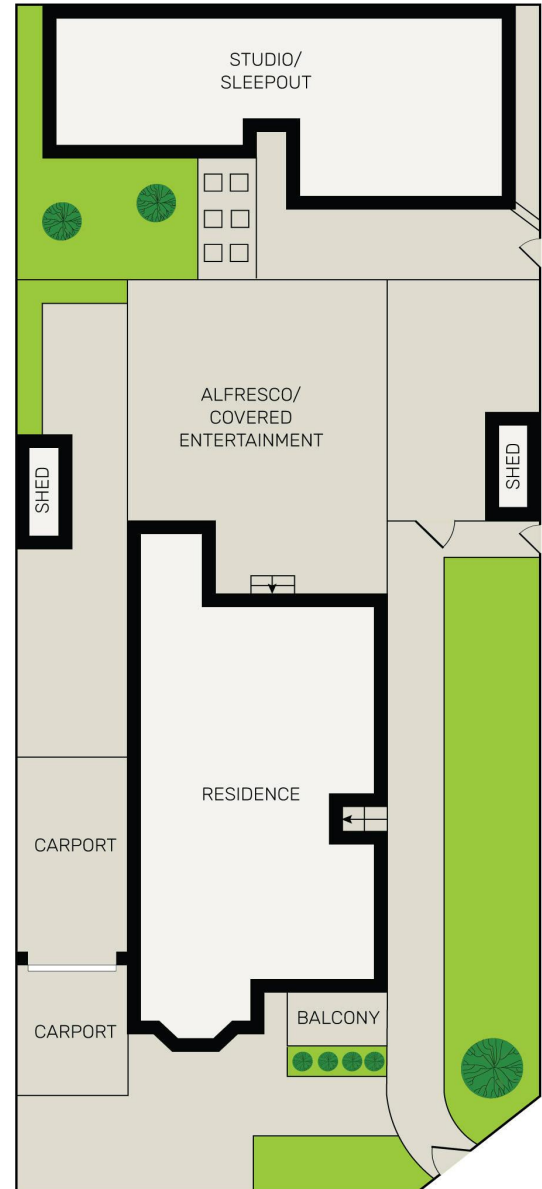 STUDIO/
SLEEPOUT
ALFRESCO/
COVERED
ENTERTAINMENT
SHED
SHED
RESIDENCE
CARPORT
BALCONY
CARPORT